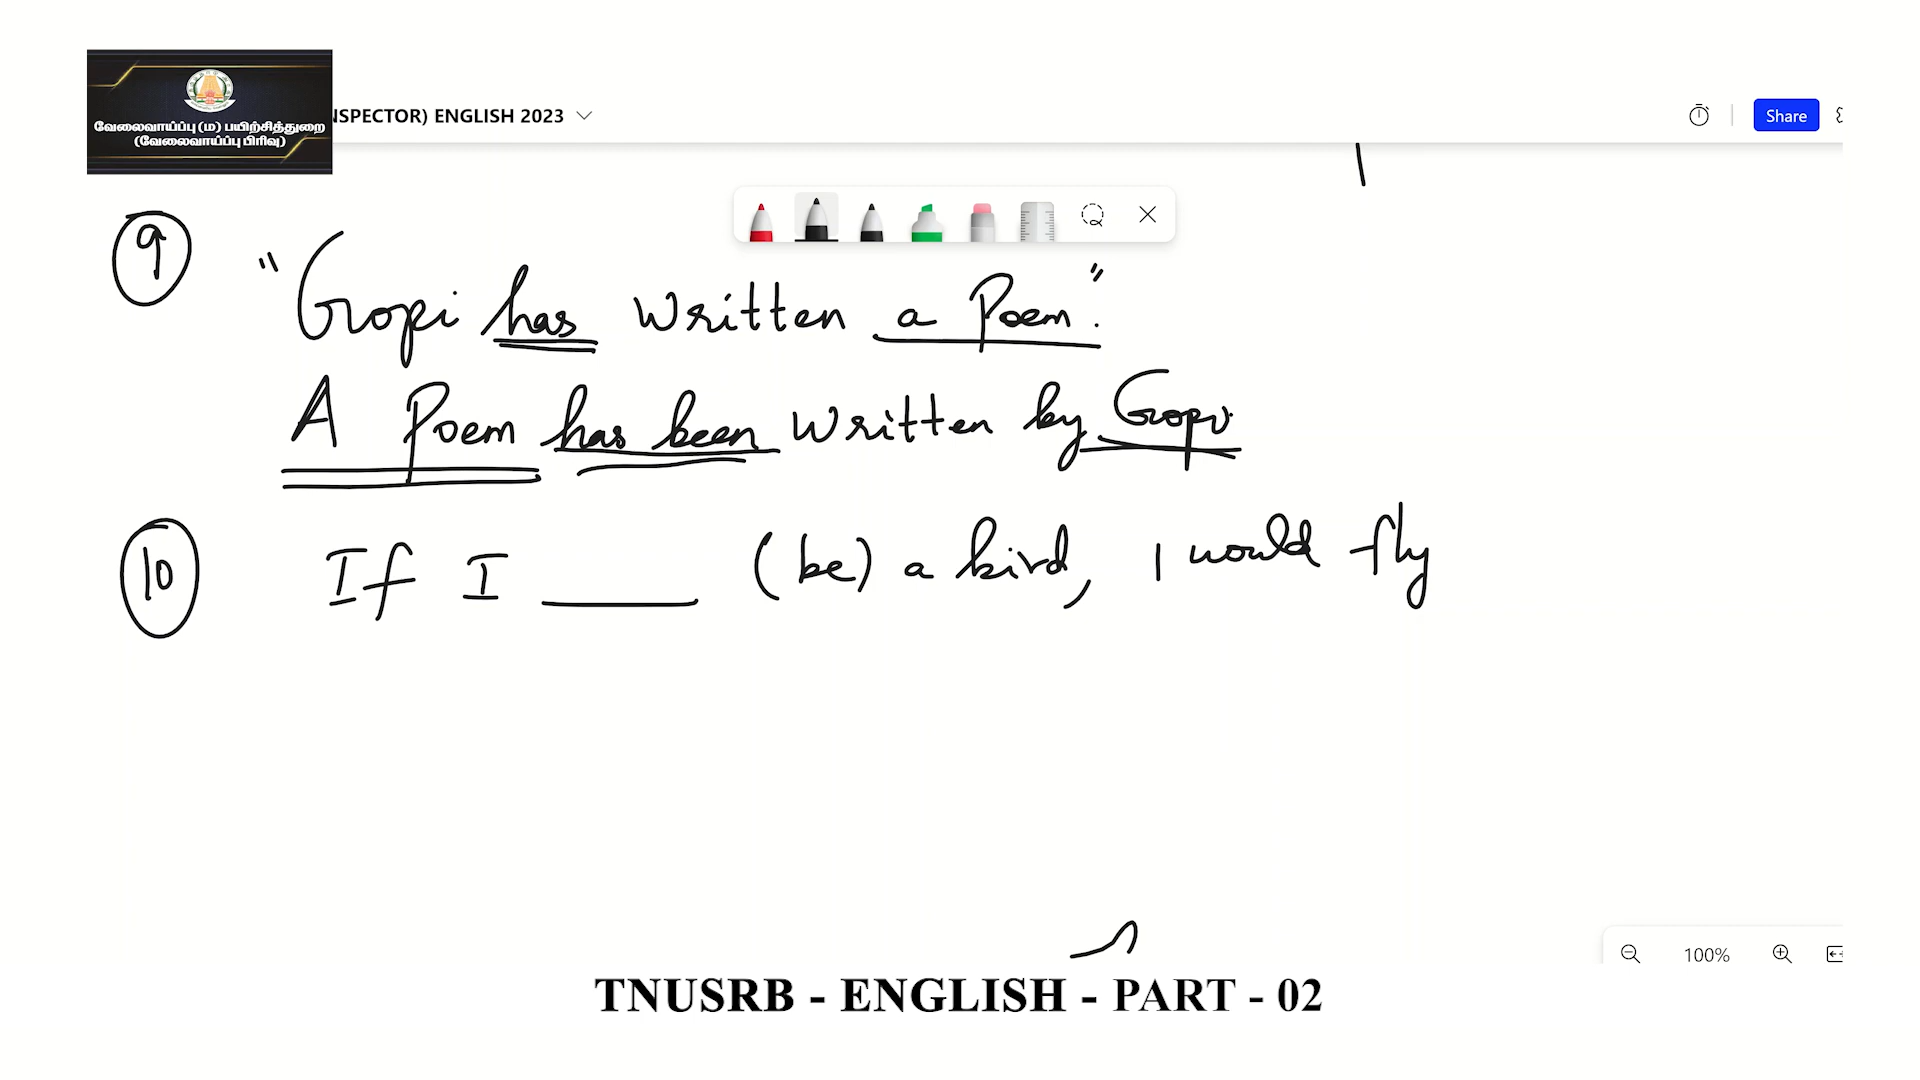 வேலைவாய்ப்பு (ம) பயிற்சித்துறை
(வேலைவாய்ப்பு பிரிவு)
NSPECTOR) ENGLISH 2023
Share
9
"Gopi has written a Poem."
A Poem has been written by Gopi
10
If I ____ (be) a bird, I would fly
100%
TNUSRB - ENGLISH - PART - 02